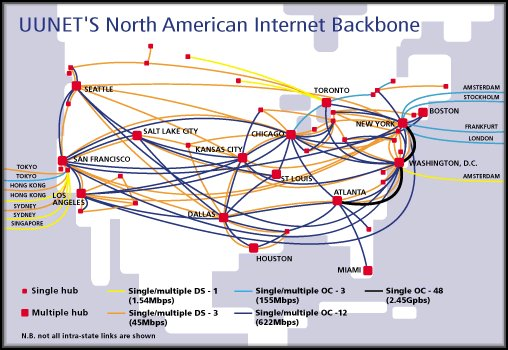 UUNET'S North American Internet Backbone
SEATTLE
TORONTO
AMSTERDAM
STOCKHOLM
BOSTON
NEW YORK
SALT LAKE CITY
CHICAGO
FRANKFURT
LONDON
KANSAS CITY
SAN FRANCISCO
WASHINGTON, D.C.
TOKYO
TOKYO
ST LOUIS
AMSTERDAM
HONG KONG
HONG KONG
LOS
ANGELES
ATLANTA
SYDNEY
SYDNEY
DALLAS
SINGAPORE
HOUSTON
MIAMI
Single hub
Multiple hub
Single/multiple DS - 1
(1.54Mbps)
Single/multiple DS - 3
(45Mbps)
Single/multiple OC - 3
(155Mbps)
Single/multiple OC -12
(622Mbps)
Single OC - 48
(2.45Gpbs)
N.B. not all intra-state links are shown